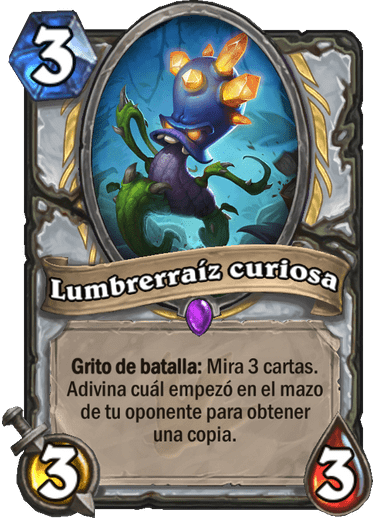 3
Lumbrerraíz curiosa
Grito de batalla: Mira 3 cartas.
Adivina cuál empezó en el mazo
de tu oponente para obtener
una copia.
3
3